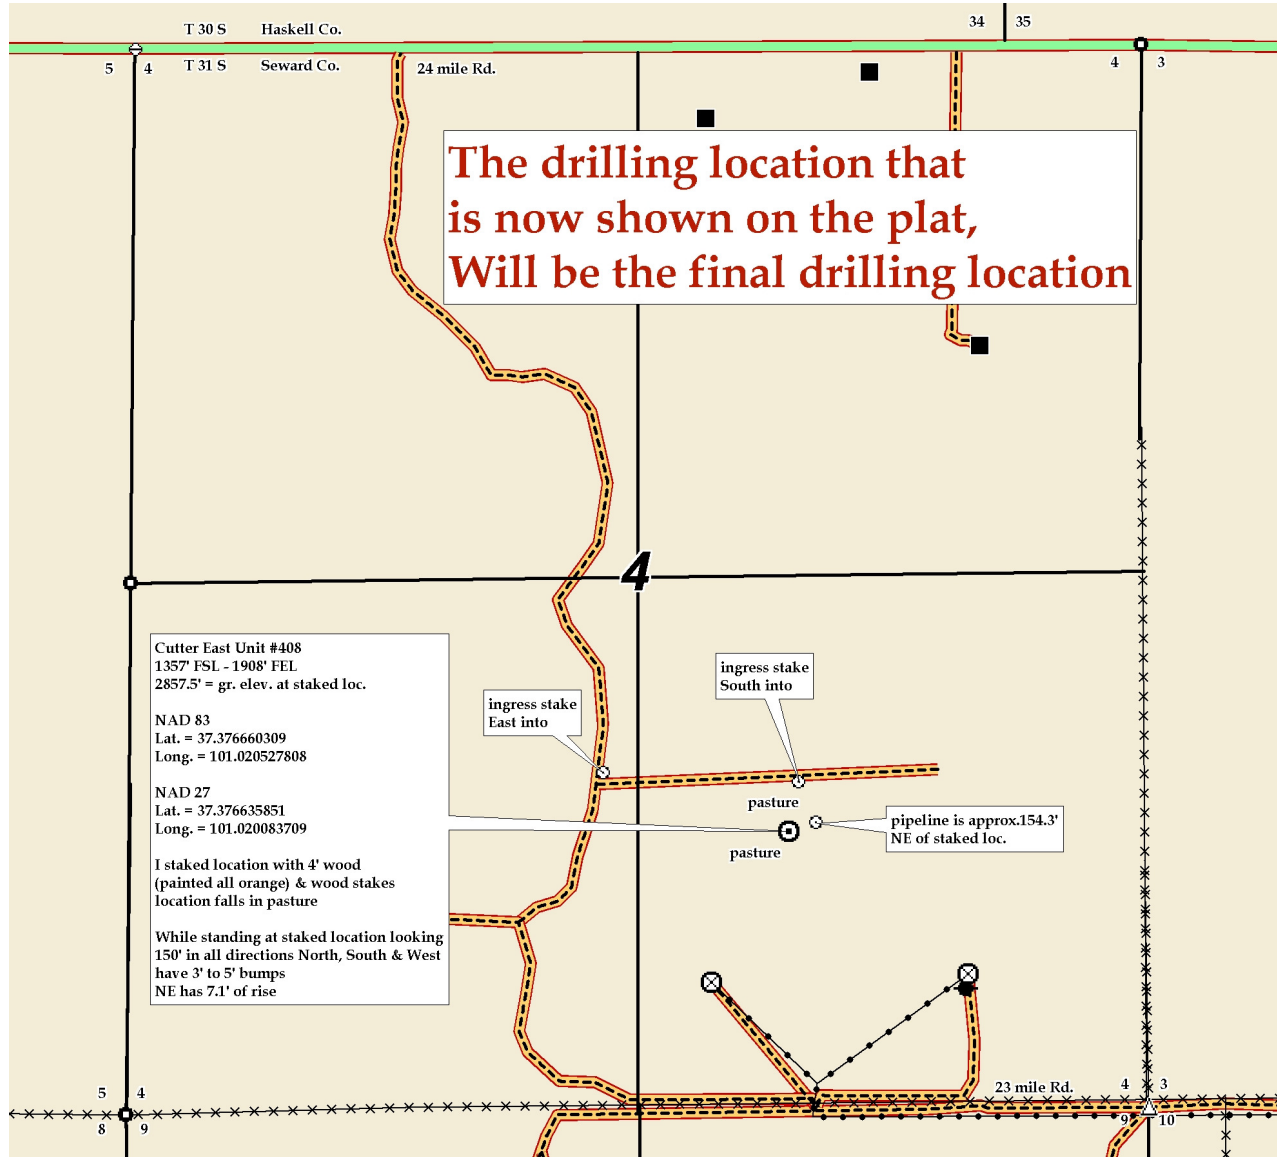 34 35
T 30 S Haskell Co.
5 4 T 31 S Seward Co.
24 mile Rd.
4 3
The drilling location that
is now shown on the plat,
Will be the final drilling location
4
Cutter East Unit #408
1357' FSL - 1908' FEL
2857.5' = gr. elev. at staked loc.
NAD 83
Lat. = 37.376660309
Long. = 101.020527808
NAD 27
Lat. = 37.376635851
Long. = 101.020083709
I staked location with 4' wood
(painted all orange) & wood stakes
location falls in pasture
While standing at staked location looking
150' in all directions North, South & West
have 3' to 5' bumps
NE has 7.1' of rise
ingress stake
East into
ingress stake
South into
pasture
pasture
pipeline is approx.154.3'
NE of staked loc.
5 4
8 9
23 mile Rd.
4 3
9 10